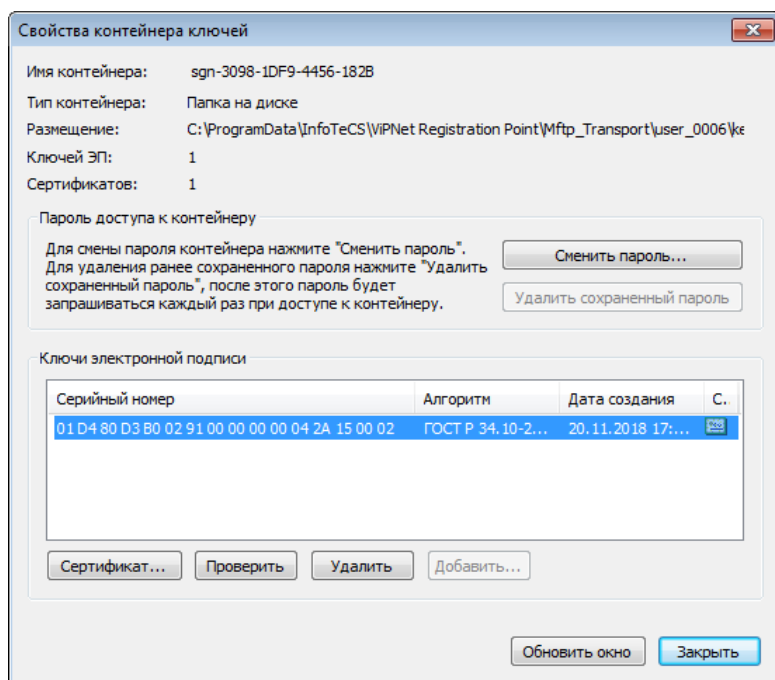 Свойства контейнера ключей
Имя контейнера: sgn-3098-1DF9-4456-182B
Тип контейнера: Папка на диске
Размещение: C:\ProgramData\InfoTeCS\ViPNet Registration Point\Mftp_Transport\user_0006\ke
Ключей ЭП: 1
Сертификатов: 1
Пароль доступа к контейнеру
Для смены пароля контейнера нажмите "Сменить пароль".
Для удаления ранее сохраненного пароля нажмите "Удалить
сохраненный пароль", после этого пароль будет
запрашиваться каждый раз при доступе к контейнеру.
Сменить пароль...
Удалить сохраненный пароль
Ключи электронной подписи
Серийный номер Алгоритм Дата создания С..
01 D4 80 D3 B0 02 91 00 00 00 00 04 2A 15 00 02 ГОСТ Р 34.10-2... 20.11.2018 17:...
Сертификат... Проверить Удалить Добавить...
Обновить окно Закрыть